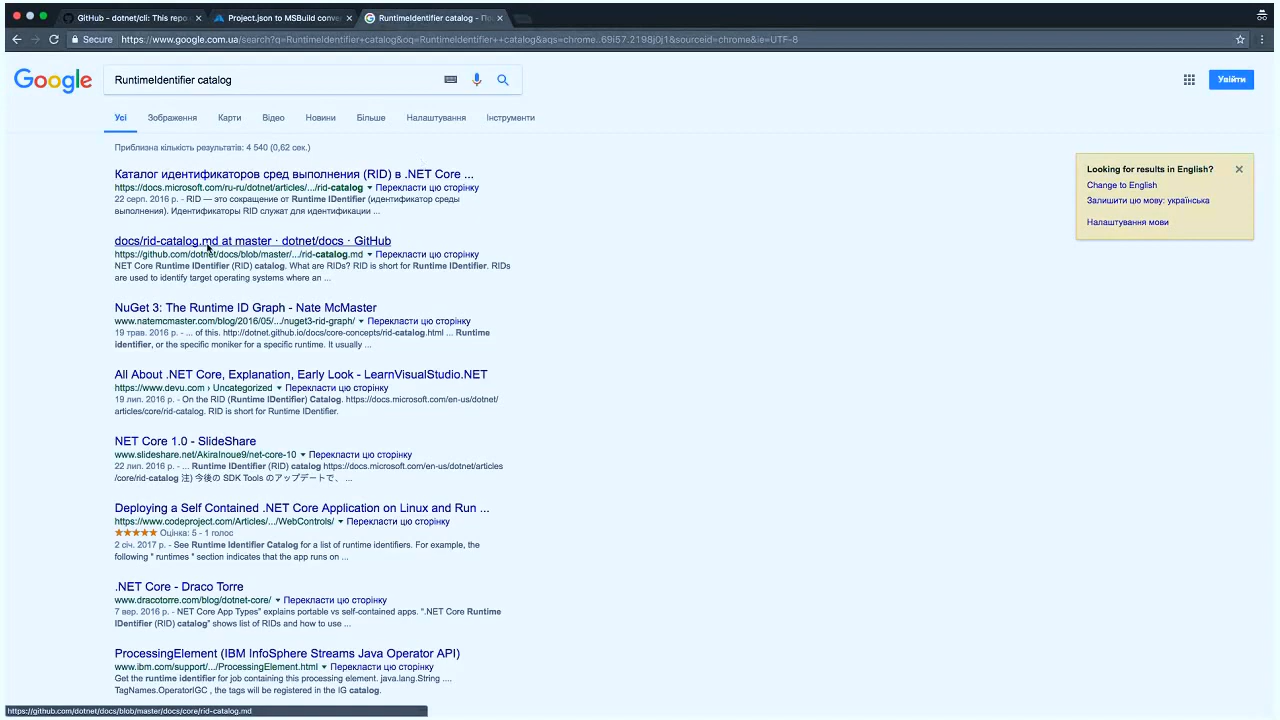 GitHub - dotnet/cli: This repo
Project.json to MSBuild conve
RuntimeIdentifier catalog - По
Secure
https://www.google.com.ua/search?q=RuntimeIdentifier+catalog&oq=RuntimeIdentifier++catalog&aqs=chrome..69i57.2198j0j1&sourceid=chrome&ie=UTF-8
Google
RuntimeIdentifier catalog
Увійти
Усі Зображення Карти Відео Новини Більше Налаштування Інструменти
Приблизна кількість результатів: 4 540 (0,62 сек.)
Каталог идентификаторов сред выполнения (RID) в .NET Core ...
https://docs.microsoft.com/ru-ru/dotnet/articles/.../rid-catalog Перекласти цю сторінку
22 серп. 2016 р. - RID — это сокращение от Runtime IDentifier (идентификатор среды
выполнения). Идентификаторы RID служат для идентификации ...
docs/rid-catalog.md at master · dotnet/docs · GitHub
https://github.com/dotnet/docs/blob/master/.../rid-catalog.md Перекласти цю сторінку
NET Core Runtime IDentifier (RID) catalog. What are RIDs? RID is short for Runtime IDentifier. RIDs
are used to identify target operating systems where an ...
NuGet 3: The Runtime ID Graph - Nate McMaster
www.natemcmaster.com/blog/2016/05/.../nuget3-rid-graph/ Перекласти цю сторінку
19 трав. 2016 р. - ... of this. http://dotnet.github.io/docs/core-concepts/rid-catalog.html ... Runtime
identifier, or the specific moniker for a specific runtime. It usually ...
All About .NET Core, Explanation, Early Look - LearnVisualStudio.NET
https://www.devu.com › Uncategorized Перекласти цю сторінку
19 лип. 2016 р. - On the RID (Runtime IDentifier) Catalog. https://docs.microsoft.com/en-us/dotnet/
articles/core/rid-catalog. RID is short for Runtime IDentifier.
NET Core 1.0 - SlideShare
www.slideshare.net/AkiraInoue9/net-core-10 Перекласти цю сторінку
22 лип. 2016 р. - ... Runtime IDentifier (RID) catalog https://docs.microsoft.com/en-us/dotnet/articles
/core/rid-catalog 注) 今後の SDK Tools のアップデートで、 ...
Deploying a Self Contained .NET Core Application on Linux and Run ...
https://www.codeproject.com/Articles/.../WebControls/ Перекласти цю сторінку
★★★★★ Оцінка: 5 - 1 голос
2 січ. 2017 р. - See Runtime Identifier Catalog for a list of runtime identifiers. For example, the
following " runtimes " section indicates that the app runs on ...
.NET Core - Draco Torre
www.dracotorre.com/blog/dotnet-core/ Перекласти цю сторінку
7 вер. 2016 р. - NET Core App Types" explains portable vs self-contained apps. ".NET Core Runtime
IDentifier (RID) catalog" shows list of RIDs and how to use ...
ProcessingElement (IBM InfoSphere Streams Java Operator API)
www.ibm.com/support/.../ProcessingElement.html Перекласти цю сторінку
Get the runtime identifier for job containing this processing element. java.lang.String ....
TagNames.OperatorIGC , the tags will be registered in the IG catalog.
Looking for results in English?
Change to English
Залишити цю мову: українська
Налаштування мови
https://github.com/dotnet/docs/blob/master/docs/core/rid-catalog.md